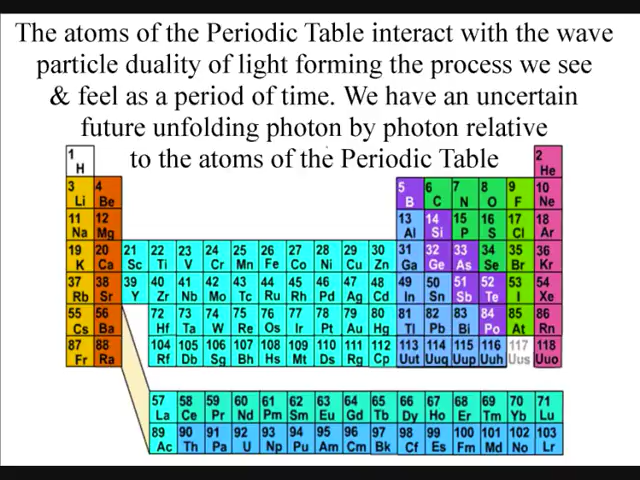 The atoms of the Periodic Table interact with the wave
particle duality of light forming the process we see
& feel as a period of time. We have an uncertain
future unfolding photon by photon relative
to the atoms of the Periodic Table
1 2
H He
3 4 5 6 7 8 9 10
Li Be B C N O F Ne
11 12 13 14 15 16 17 18
Na Mg Al Si P S Cl Ar
19 20 21 22 23 24 25 26 27 28 29 30 31 32 33 34 35 36
K Ca Sc Ti V Cr Mn Fe Co Ni Cu Zn Ga Ge As Se Br Kr
37 38 39 40 41 42 43 44 45 46 47 48 49 50 51 52 53 54
Rb Sr Y Zr Nb Mo Tc Ru Rh Pd Ag Cd In Sn Sb Te I Xe
55 56 72 73 74 75 76 77 78 79 80 81 82 83 84 85 86
Cs Ba Hf Ta W Re Os Ir Pt Au Hg Tl Pb Bi Po At Rn
87 88 104 105 106 107 108 109 110 111 112 113 114 115 116 117 118
Fr Ra Rf Db Sg Bh Hs Mt Ds Rg Cp Uut Uuq Uup Uuh Uus Uuo
57 58 59 60 61 62 63 64 65 66 67 68 69 70 71
La Ce Pr Nd Pm Sm Eu Gd Tb Dy Ho Er Tm Yb Lu
89 90 91 92 93 94 95 96 97 98 99 100 101 102 103
Ac Th Pa U Np Pu Am Cm Bk Cf Es Fm Md No Lr